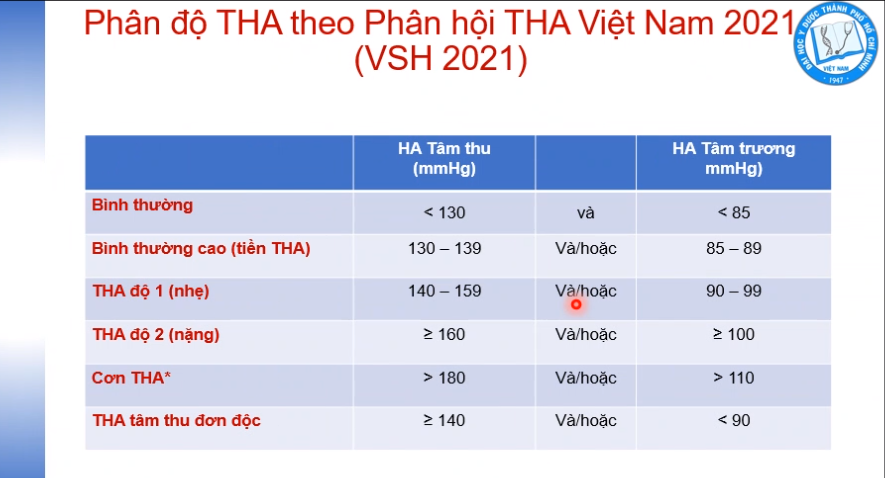 Phân độ THA theo Phân hội THA Việt Nam 2021
(VSH 2021)
ĐẠI HỌC Y DƯỢC THÀNH PHỐ HỒ CHÍ MINH
VIỆT NAM
1947
HA Tâm thu HA Tâm trương
(mmHg) mmHg)
Bình thường < 130 và < 85
Bình thường cao (tiền THA) 130 – 139 Và/hoặc 85 – 89
THA độ 1 (nhẹ) 140 – 159 Và/hoặc 90 – 99
THA độ 2 (nặng) ≥ 160 Và/hoặc ≥ 100
Cơn THA* > 180 Và/hoặc > 110
THA tâm thu đơn độc ≥ 140 Và/hoặc < 90